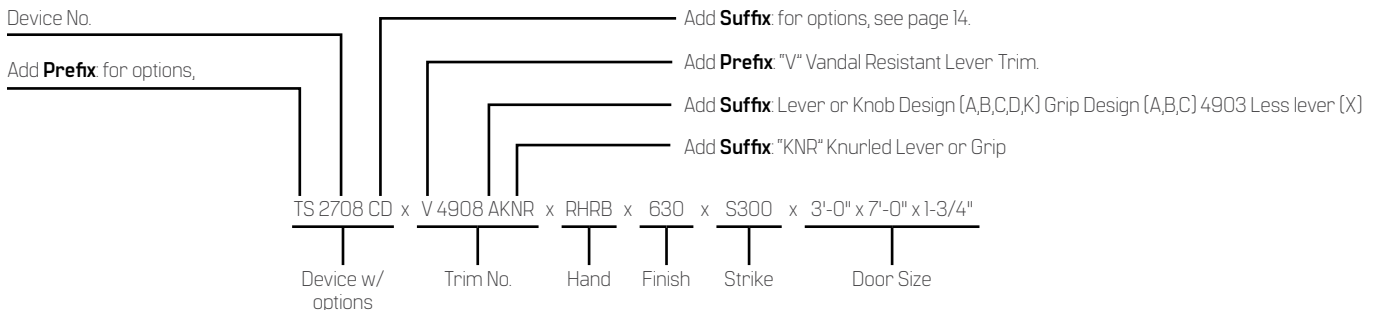 Device No.
Add Suffix: for options, see page 14.
Add Prefix: for options,
Add Prefix: "V" Vandal Resistant Lever Trim.
Add Suffix: Lever or Knob Design (A,B,C,D,K) Grip Design (A,B,C) 4903 Less lever (X)
Add Suffix: "KNR" Knurled Lever or Grip
TS 2708 CD x V 4908 AKNR x RHRB x 630 x S300 x 3'-0" x 7'-0" x 1-3/4"
Device w/ options
Trim No.
Hand
Finish
Strike
Door Size